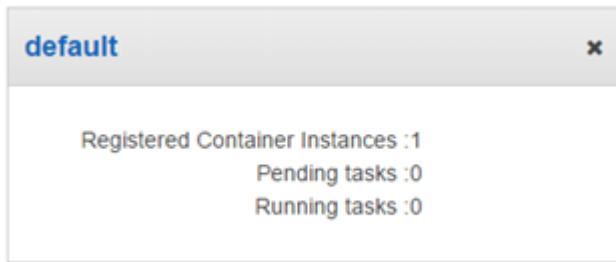 default
Registered Container Instances :1
Pending tasks :0
Running tasks :0